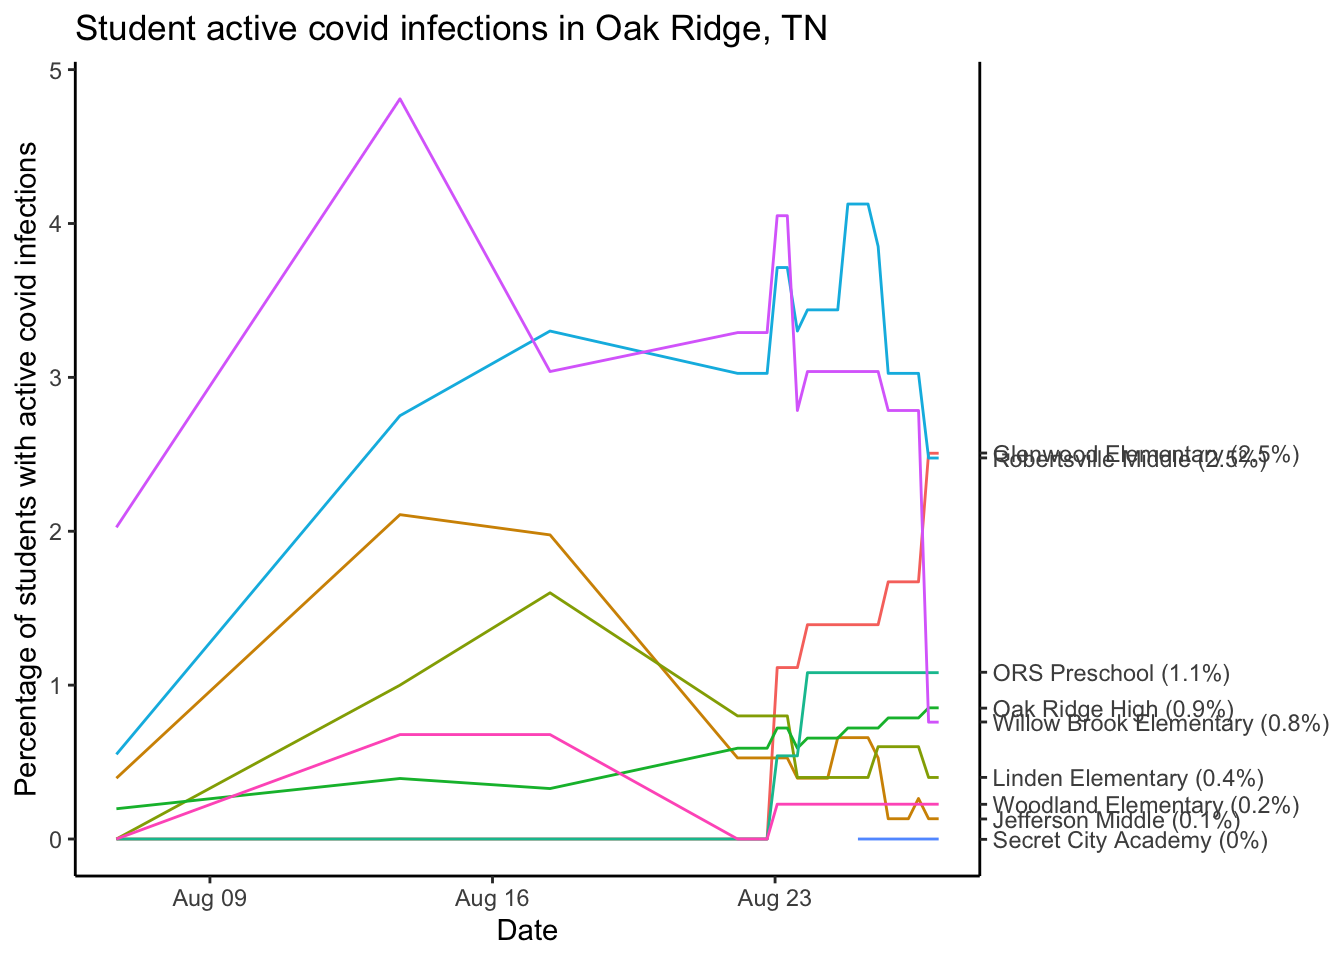 Student active covid infections in Oak Ridge, TN
Percentage of students with active covid infections
5
4
3
2
1
0
Aug 09
Aug 16
Aug 23
Date
Glenwood Elementary (2.5%)
Robertsville Middle (2.5%)
ORS Preschool (1.1%)
Oak Ridge High (0.9%)
Willow Brook Elementary (0.8%)
Linden Elementary (0.4%)
Woodland Elementary (0.2%)
Jefferson Middle (0.1%)
Secret City Academy (0%)